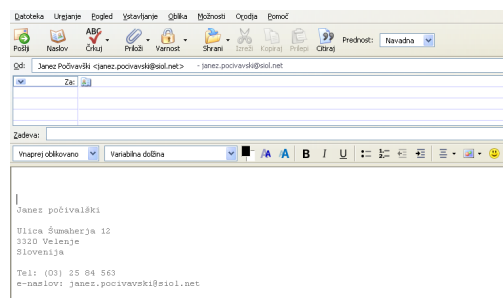 Datoteka Urejanje Pogled Vstavljanje Oblika Možnosti Orodja Pomoč
Pošlji Naslov Črkuj Priloži Varnost Shrani Izreži Kopiraj Prilepi Citiraj Prednost: Navadna
Od: Janez Počivavški <janez.pocivavski@siol.net> - janez.pocivavski@siol.net
Za:
Zadeva:
Vnaprej oblikovano Variabilna dolžina
Janez počivalški
Ulica Šumaherja 12
3320 Velenje
Slovenija
Tel: (03) 25 84 563
e-naslov: janez.pocivavski@siol.net